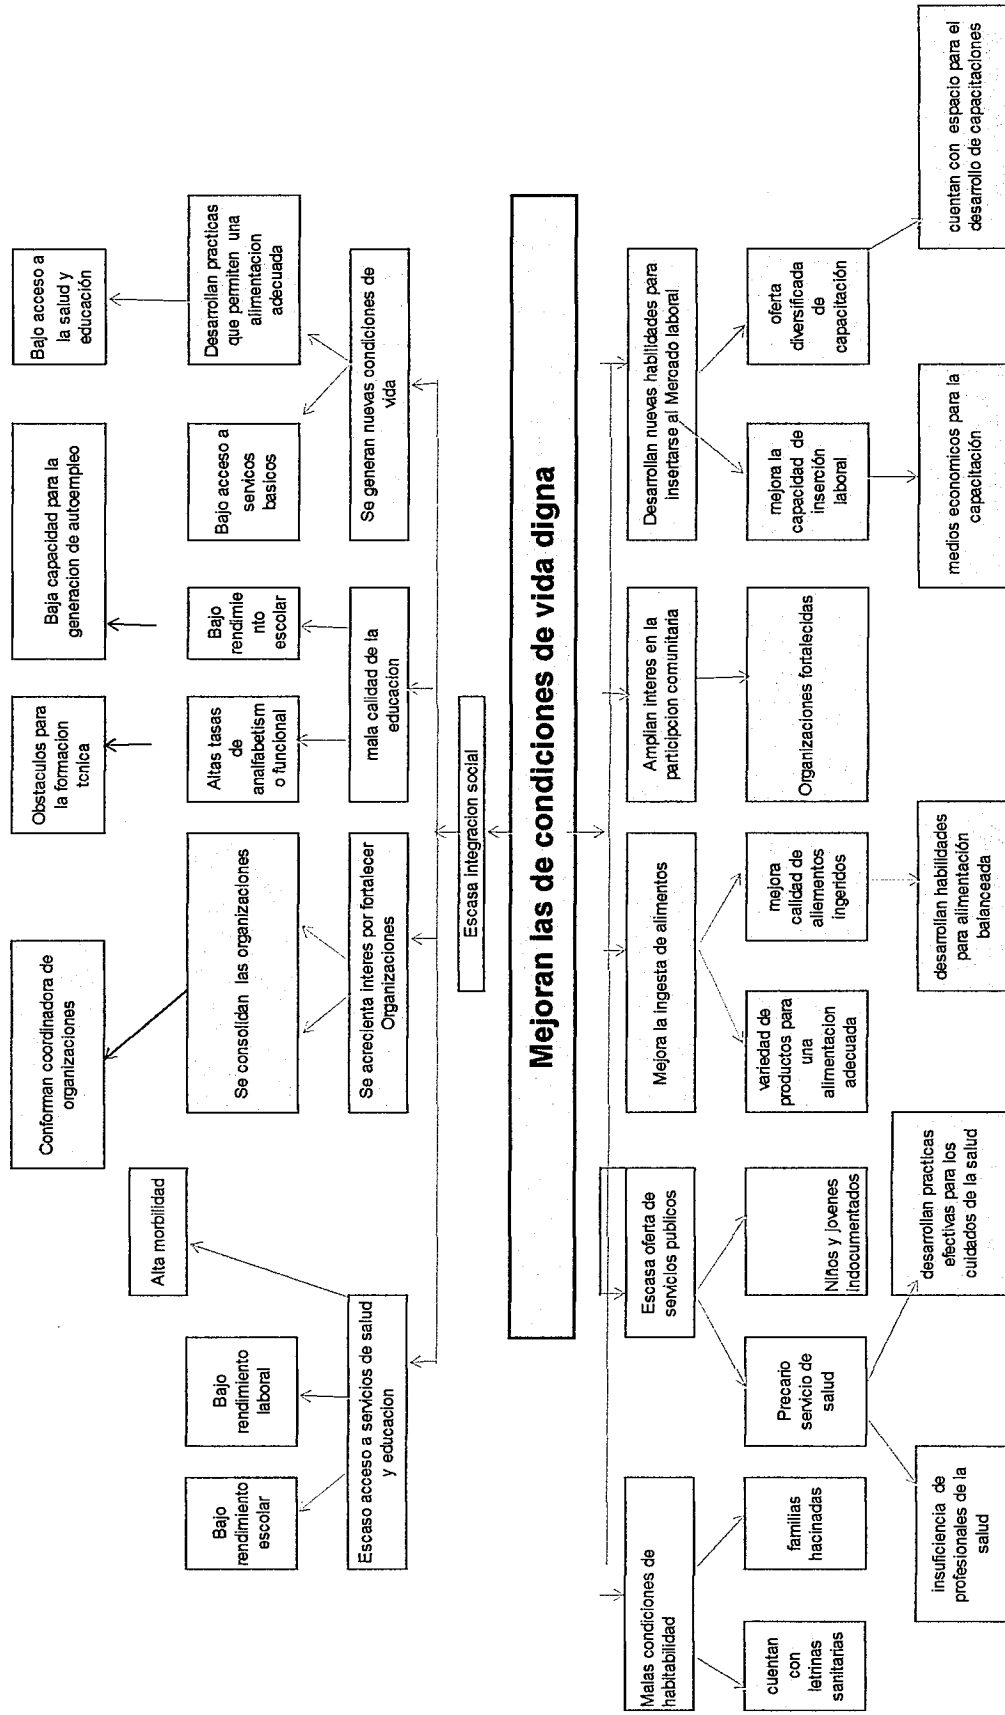 Conforman coordinadora de
organizaciones
Obstaculos para
la formacion
tcnica
Baja capacidad para la
generacion de autoempleo
Bajo acceso a
la salud y
educación
Alta morbilidad
Bajo
rendimiento
escolar
Bajo
rendimiento
laboral
Se consolidan las organizaciones
Altas tasas
de
analfabetism
o funcional
Bajo
rendimie
nto
escolar
Bajo acceso a
servicos
basicos
Desarrollan practicas
que permiten una
alimentacion
adecuada
Escaso acceso a servicios de salud
y educacion
Se acrecienta interes por fortalecer
Organizaciones
mala calidad de la
educacion
Se generan nuevas condiciones de
vida
Escasa integracion social
Mejoran las de condiciones de vida digna
Malas condiciones de
habitabilidad
Escasa oferta de
servicios publicos
Mejora la ingesta de alimentos
Amplian interes en la
participcion comunitaria
Desarrollan nuevas habilidades para
insertarse al Mercado laboral
cuentan
con
letrinas
sanitarias
familias
hacinadas
Precario
servicio de
salud
Niños y jovenes
indocumentados
variedad de
productos para
una
alimentacion
adecuada
mejora
calidad de
aliementos
ingeridos
Organizaciones fortalecidas
mejora la
capacidad de
inserción
laboral
oferta
diversificada
de
capacitación
insuficiencia de
profesionales de la
salud
desarrollan practicas
efectivas para los
cuidados de la salud
desarrollan habilidades
para alimentación
balanceada
medios economicos para la
capacitación
cuentan con espacio para el
desarrollo de capacitaciones